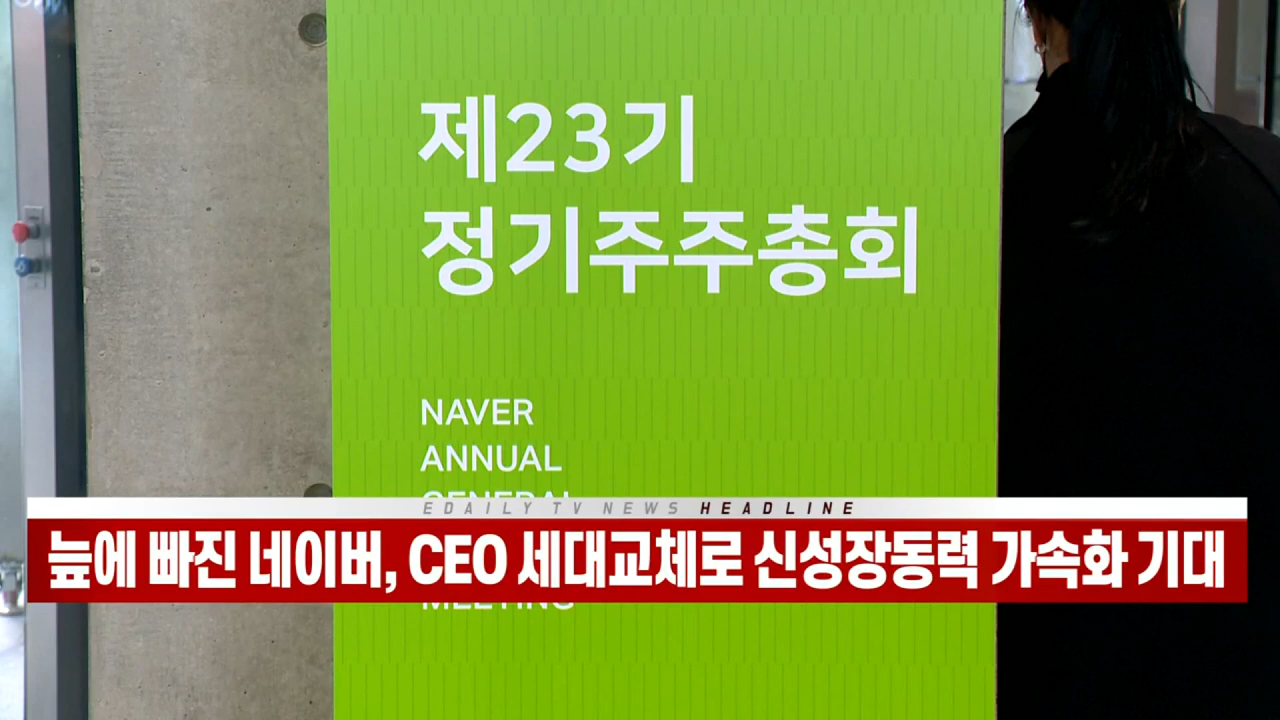 제23기
정기주주총회
NAVER
ANNUAL
GENERAL
EDAILY TV NEWS HEADLINE
늪에 빠진 네이버, CEO 세대교체로 신성장동력 가속화 기대
MEETING